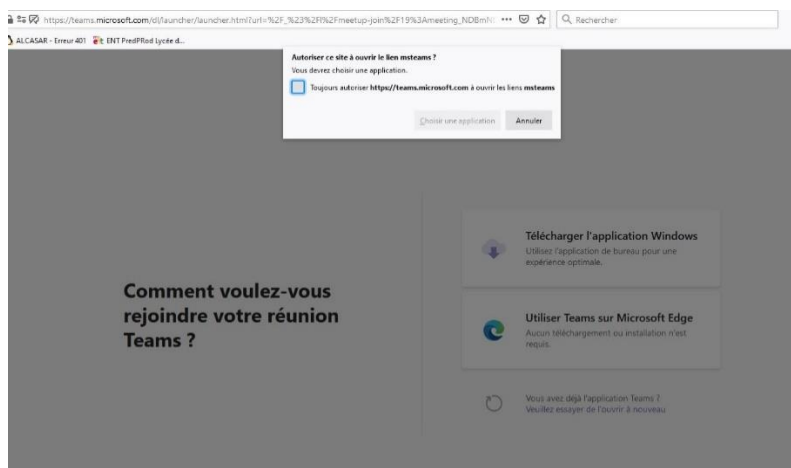 https://teams.microsoft.com/dl/launcher/launcher.html?url=%2F_%23%2Fl%2Fmeetup-join%2F19%3Ameeting_NDBmN
Rechercher
ALCASAR - Erreur 401 ENT PredPRod Lycée d...
Autoriser ce site à ouvrir le lien msteams ?
Vous devrez choisir une application.
Toujours autoriser https://teams.microsoft.com à ouvrir les liens msteams
Choisir une application Annuler
Comment voulez-vous
rejoindre votre réunion
Teams ?
Télécharger l'application Windows
Utilisez l'application de bureau pour une
expérience optimale.
Utiliser Teams sur Microsoft Edge
Aucun téléchargement ou installation n'est
requis.
Vous avez déjà l'application Teams ?
Veuillez essayer de l'ouvrir à nouveau